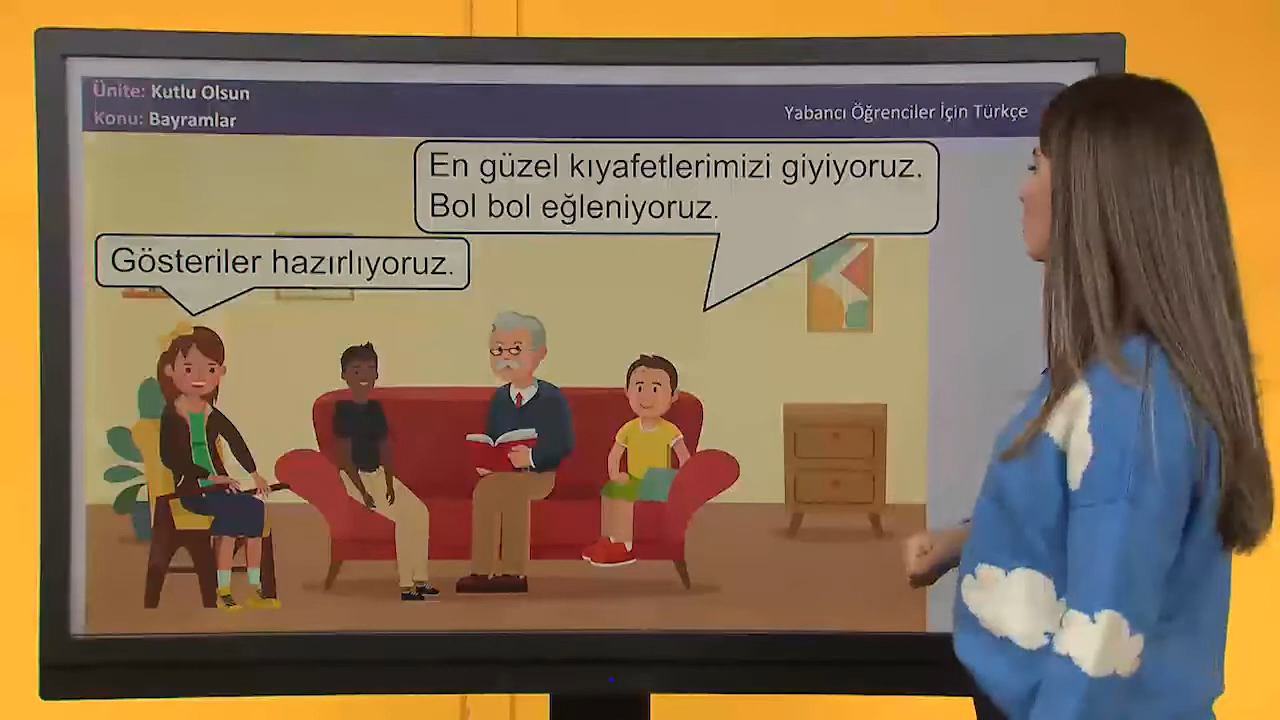 Ünite: Kutlu Olsun
Konu: Bayramlar
Yabancı Öğrenciler İçin Türkçe
En güzel kıyafetlerimizi giyiyoruz.
Bol bol eğleniyoruz.
Gösteriler hazırlıyoruz.